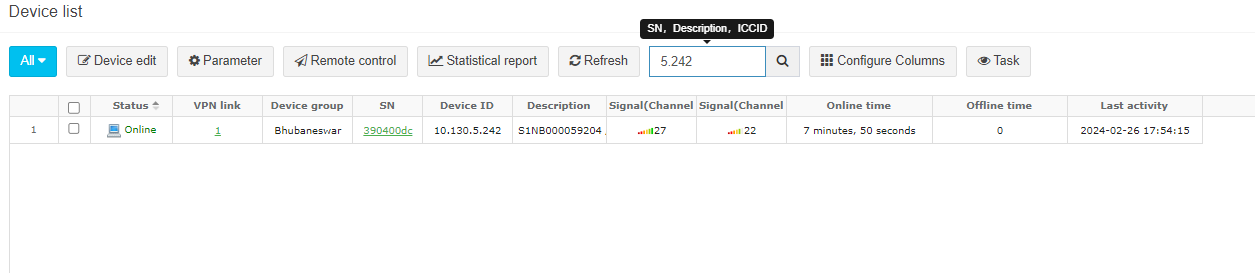 Device list
SN, Description, ICCID
All Device edit Parameter Remote control Statistical report Refresh 5.242 Configure Columns Task
Status VPN link Device group SN Device ID Description Signal(Channel Signal(Channel Online time Offline time Last activity
1 Online 1 Bhubaneswar 390400dc 10.130.5.242 S1NB000059204 27 22 7 minutes, 50 seconds 0 2024-02-26 17:54:15